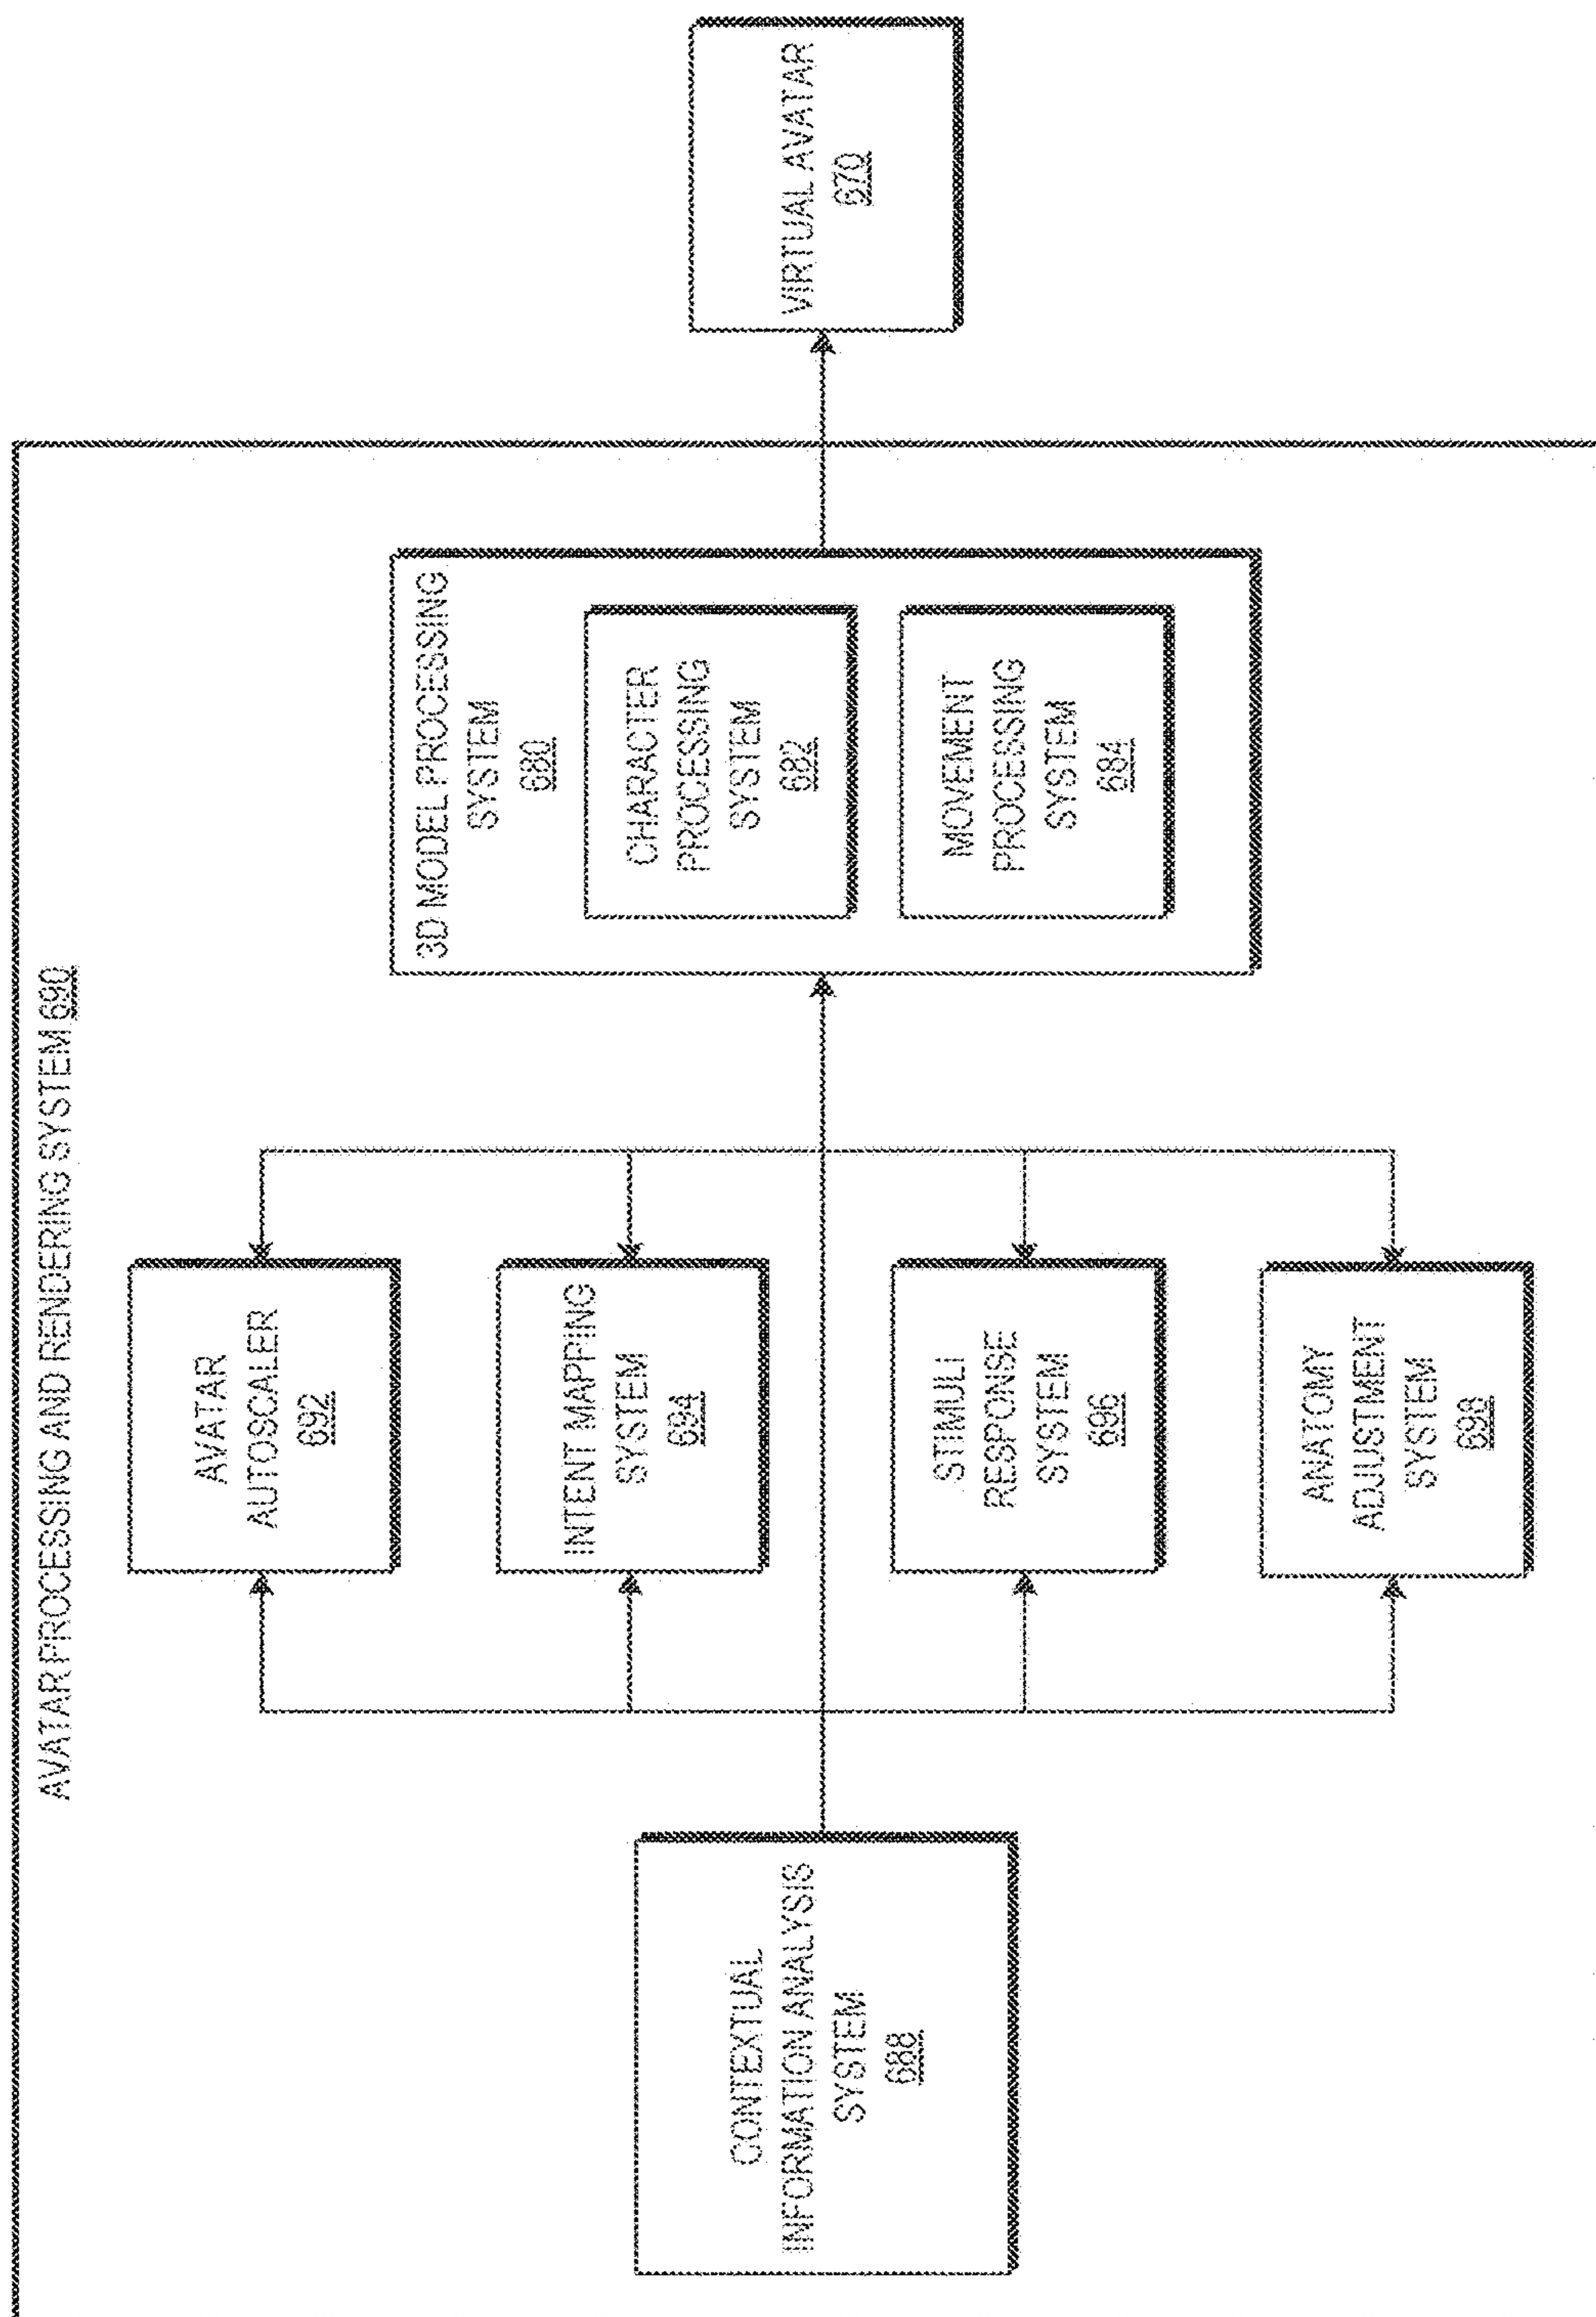 AVATAR PROCESSING AND RENDERING SYSTEM 690
CONTEXTUAL
INFORMATION ANALYSIS
SYSTEM
688
AVATAR
AUTOSCALER
692
INTENT MAPPING
SYSTEM
694
STIMULI
RESPONSE
SYSTEM
696
ANATOMY
ADJUSTMENT
SYSTEM
698
3D MODEL PROCESSING
SYSTEM
680
CHARACTER
PROCESSING
SYSTEM
682
MOVEMENT
PROCESSING
SYSTEM
684
VIRTUAL AVATAR
670